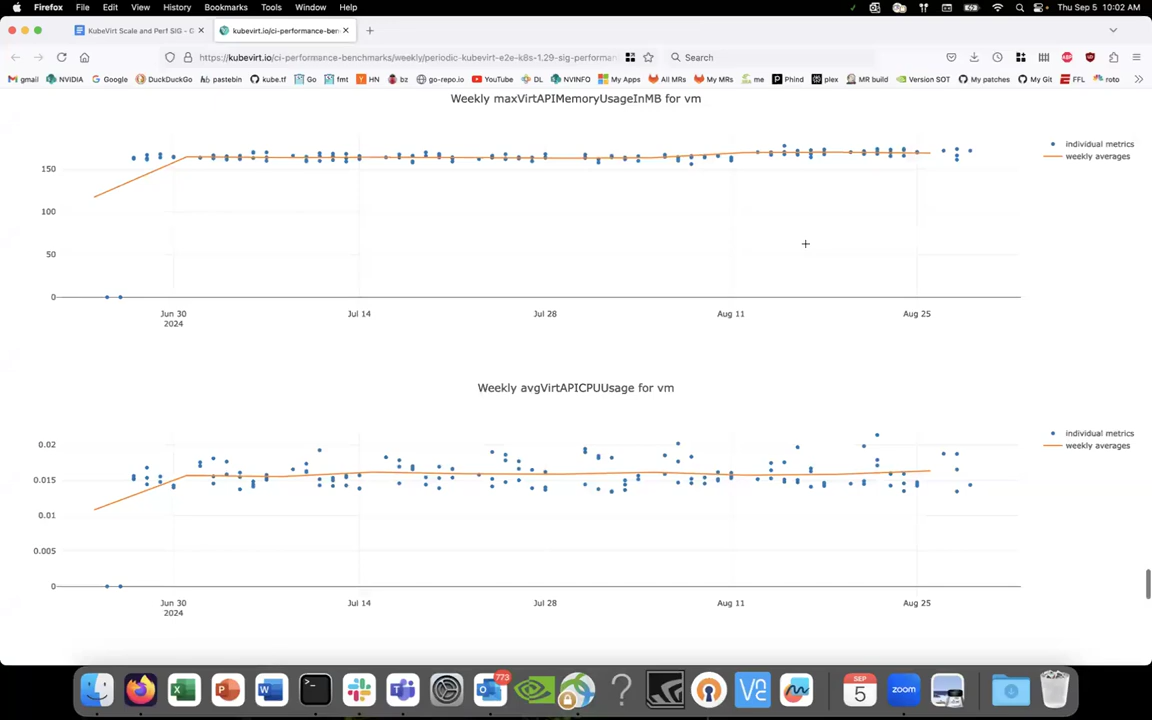 Firefox File Edit View History Bookmarks Tools Window Help Thu Sep 5 10:02 AM
KubeVirt Scale and Perf SIG - G
kubevirt.io/ci-performance-ben
https://kubevirt.io/ci-performance-benchmarks/weekly/periodic-kubevirt-e2e-k8s-1.29-sig-performan
Search
gmail NVIDIA Google DuckDuckGo pastebin kube.tf Go fmt HN bz go-repo.io YouTube DL NVINFO My Apps All MRs My MRs me Phind plex MR build Version SOT My patches My Git FFL roto
Weekly maxVirtAPIMemoryUsageInMB for vm
individual metrics
weekly averages
150
100
50
0
Jun 30 Jul 14 Jul 28 Aug 11 Aug 25
2024
Weekly avgVirtAPICPUUsage for vm
individual metrics
weekly averages
0.02
0.015
0.01
0.005
0
Jun 30 Jul 14 Jul 28 Aug 11 Aug 25
2024
773
SEP
5
zoom